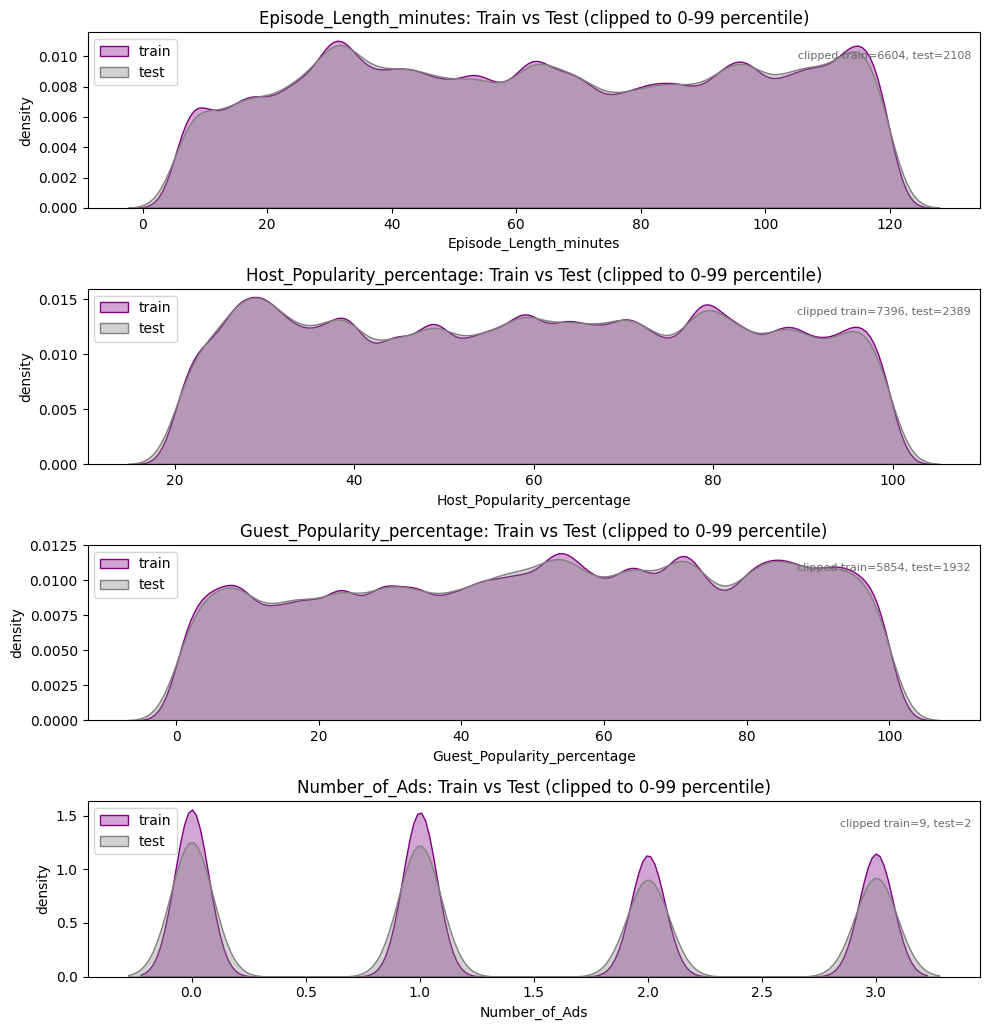 Episode_Length_minutes: Train vs Test (clipped to 0-99 percentile)
train
test
clipped train=6604, test=2108
density
0.010
0.008
0.006
0.004
0.002
0.000
0 20 40 60 80 100 120
Episode_Length_minutes
Host_Popularity_percentage: Train vs Test (clipped to 0-99 percentile)
train
test
clipped train=7396, test=2389
density
0.015
0.010
0.005
0.000
20 40 60 80 100
Host_Popularity_percentage
Guest_Popularity_percentage: Train vs Test (clipped to 0-99 percentile)
train
test
clipped train=5854, test=1932
density
0.0125
0.0100
0.0075
0.0050
0.0025
0.0000
0 20 40 60 80 100
Guest_Popularity_percentage
Number_of_Ads: Train vs Test (clipped to 0-99 percentile)
train
test
clipped train=9, test=2
density
1.5
1.0
0.5
0.0
0.0 0.5 1.0 1.5 2.0 2.5 3.0
Number_of_Ads